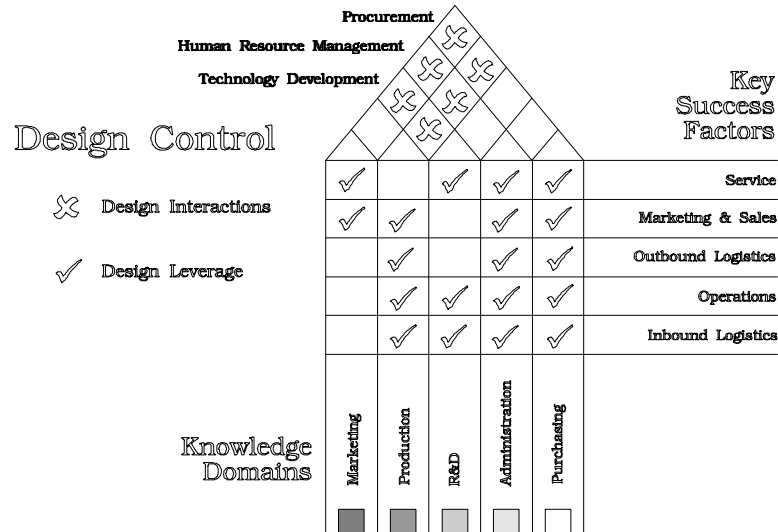 Procurement
Human Resource Management
Technology Development
Key
Success
Factors
Design Control
Service
Design Interactions
Marketing & Sales
Outbound Logistics
Design Leverage
Operations
Inbound Logistics
Knowledge
Domains
Marketing
Production
R&D
Administration
Purchasing